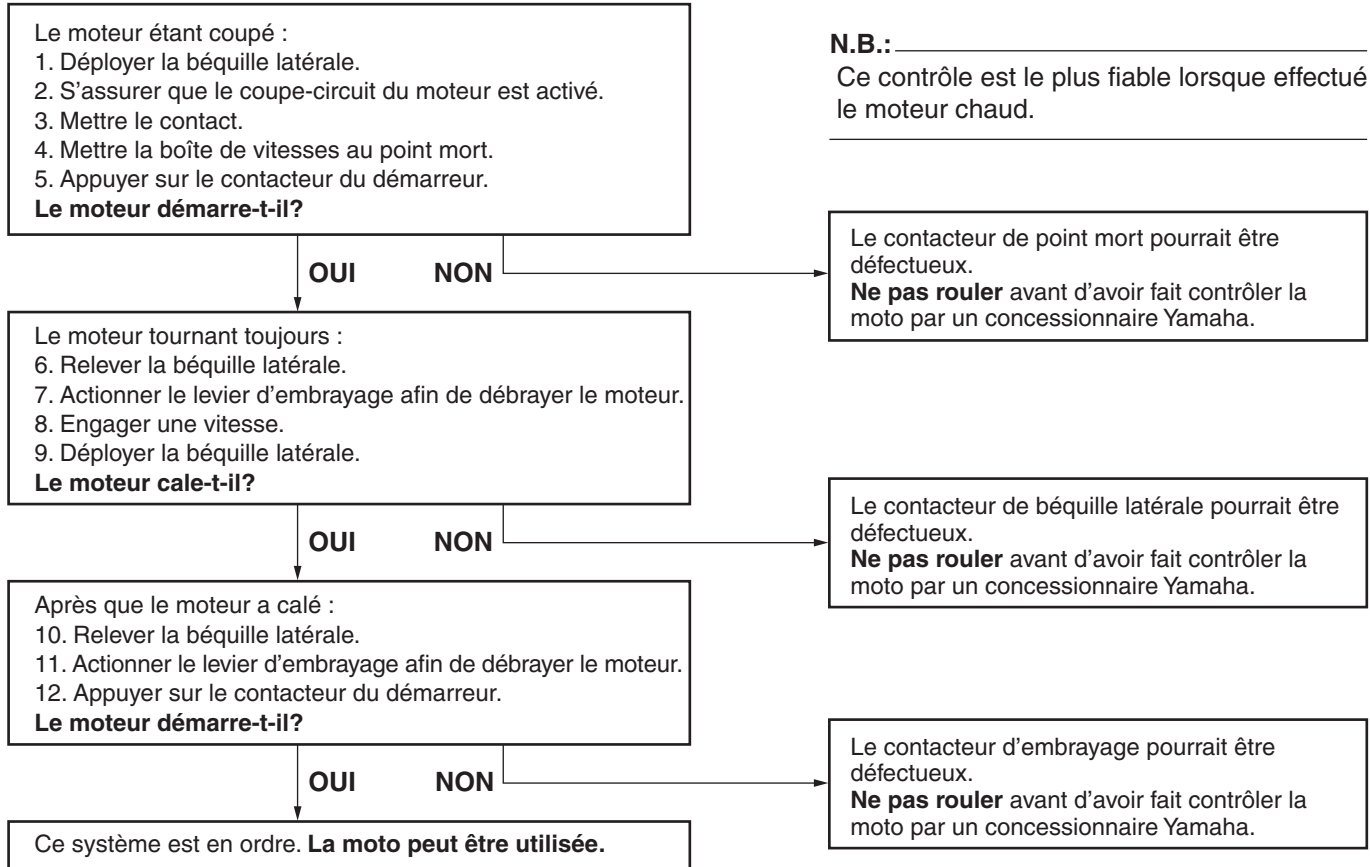 Le moteur étant coupé :
1. Déployer la béquille latérale.
2. S'assurer que le coupe-circuit du moteur est activé.
3. Mettre le contact.
4. Mettre la boîte de vitesses au point mort.
5. Appuyer sur le contacteur du démarreur.
Le moteur démarre-t-il?
N.B.:
Ce contrôle est le plus fiable lorsque effectué
le moteur chaud.
OUI NON
Le contacteur de point mort pourrait être
défectueux.
Ne pas rouler avant d'avoir fait contrôler la
moto par un concessionnaire Yamaha.
Le moteur tournant toujours :
6. Relever la béquille latérale.
7. Actionner le levier d'embrayage afin de débrayer le moteur.
8. Engager une vitesse.
9. Déployer la béquille latérale.
Le moteur cale-t-il?
OUI NON
Le contacteur de béquille latérale pourrait être
défectueux.
Ne pas rouler avant d'avoir fait contrôler la
moto par un concessionnaire Yamaha.
Après que le moteur a calé :
10. Relever la béquille latérale.
11. Actionner le levier d'embrayage afin de débrayer le moteur.
12. Appuyer sur le contacteur du démarreur.
Le moteur démarre-t-il?
OUI NON
Le contacteur d'embrayage pourrait être
défectueux.
Ne pas rouler avant d'avoir fait contrôler la
moto par un concessionnaire Yamaha.
Ce système est en ordre. La moto peut être utilisée.